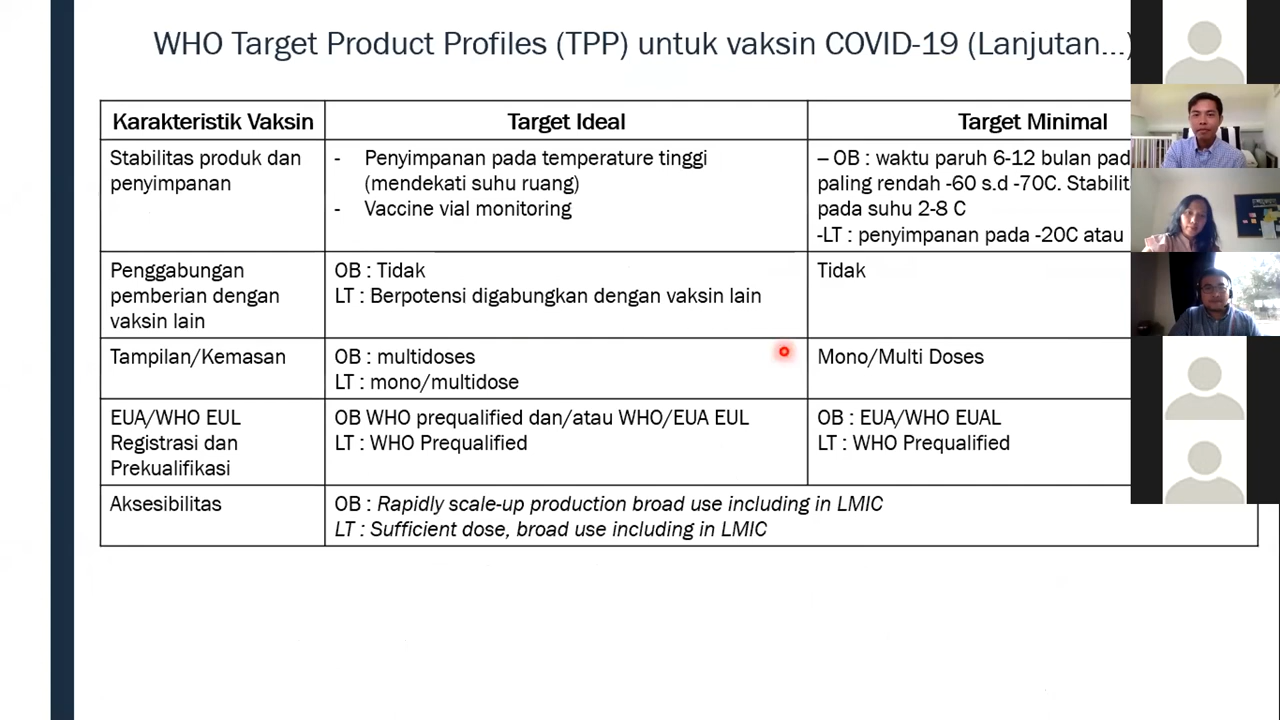 WHO Target Product Profiles (TPP) untuk vaksin COVID-19 (Lanjutan...)
Karakteristik Vaksin
Target Ideal
Target Minimal
Stabilitas produk dan
penyimpanan
- Penyimpanan pada temperature tinggi
(mendekati suhu ruang)
- Vaccine vial monitoring
– OB : waktu paruh 6-12 bulan
paling rendah -60 s.d -70C.
pada suhu 2-8 C
-LT : penyimpanan pada -20C atau
Penggabungan
pemberian dengan
vaksin lain
OB : Tidak
LT : Berpotensi digabungkan dengan vaksin lain
Tidak
Tampilan/Kemasan
OB : multidoses
LT : mono/multidose
Mono/Multi Doses
EUA/WHO EUL
Registrasi dan
Prekualifikasi
OB WHO prequalified dan/atau WHO/EUA EUL
LT : WHO Prequalified
OB : EUA/WHO EUAL
LT : WHO Prequalified
Aksesibilitas
OB : Rapidly scale-up production broad use including in LMIC
LT : Sufficient dose, broad use including in LMIC